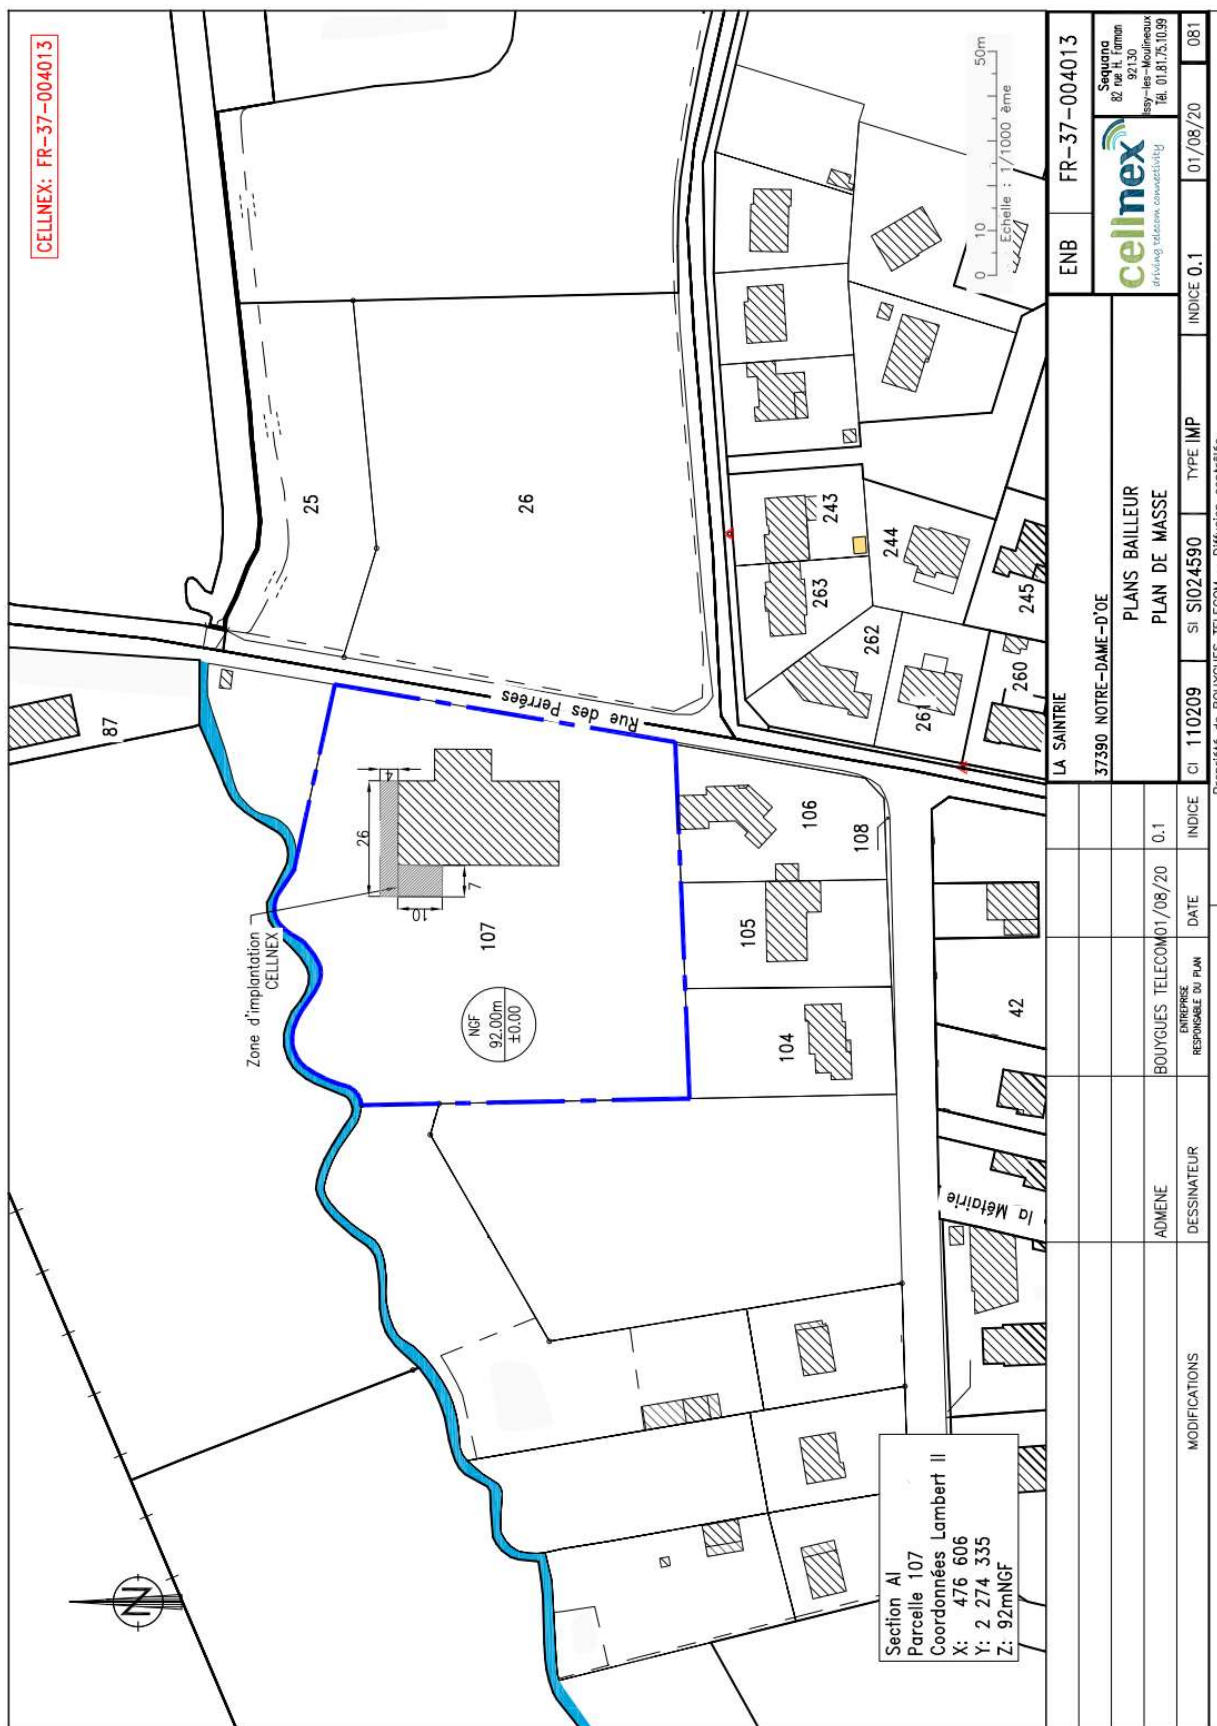 CELLNEX: FR-37-004013
87
25
26
Zone d'implantation
CELLNEX
26
4
10
7
107
NGF
92.00m
±0.00
Rue des Perrées
106
108
105
104
42
la Métairie
243
263
244
262
261
245
260
0 10 50m
Echelle : 1/1000 ème
Section AI
Parcelle 107
Coordonnées Lambert II
X: 476 606
Y: 2 274 335
Z: 92mNGF
N
LA SAINTRIE
37390 NOTRE-DAME-D'OE
ENB
FR-37-004013
cellnex
driving telecom connectivity
Sequana
82 rue H. Farman
92130
Issy-les-Moulineaux
Tél. 01.81.75.10.99
PLANS BAILLEUR
PLAN DE MASSE
CI 110209
SI SI024590
TYPE IMP
INDICE 0.1
01/08/20
081
ADMENE
BOUYGUES TELECOM
01/08/20
0.1
MODIFICATIONS
DESSINATEUR
ENTREPRISE
RESPONSABLE DU PLAN
DATE
INDICE
Propriété de BOUYGUES TELECOM - Diffusion contrôlée